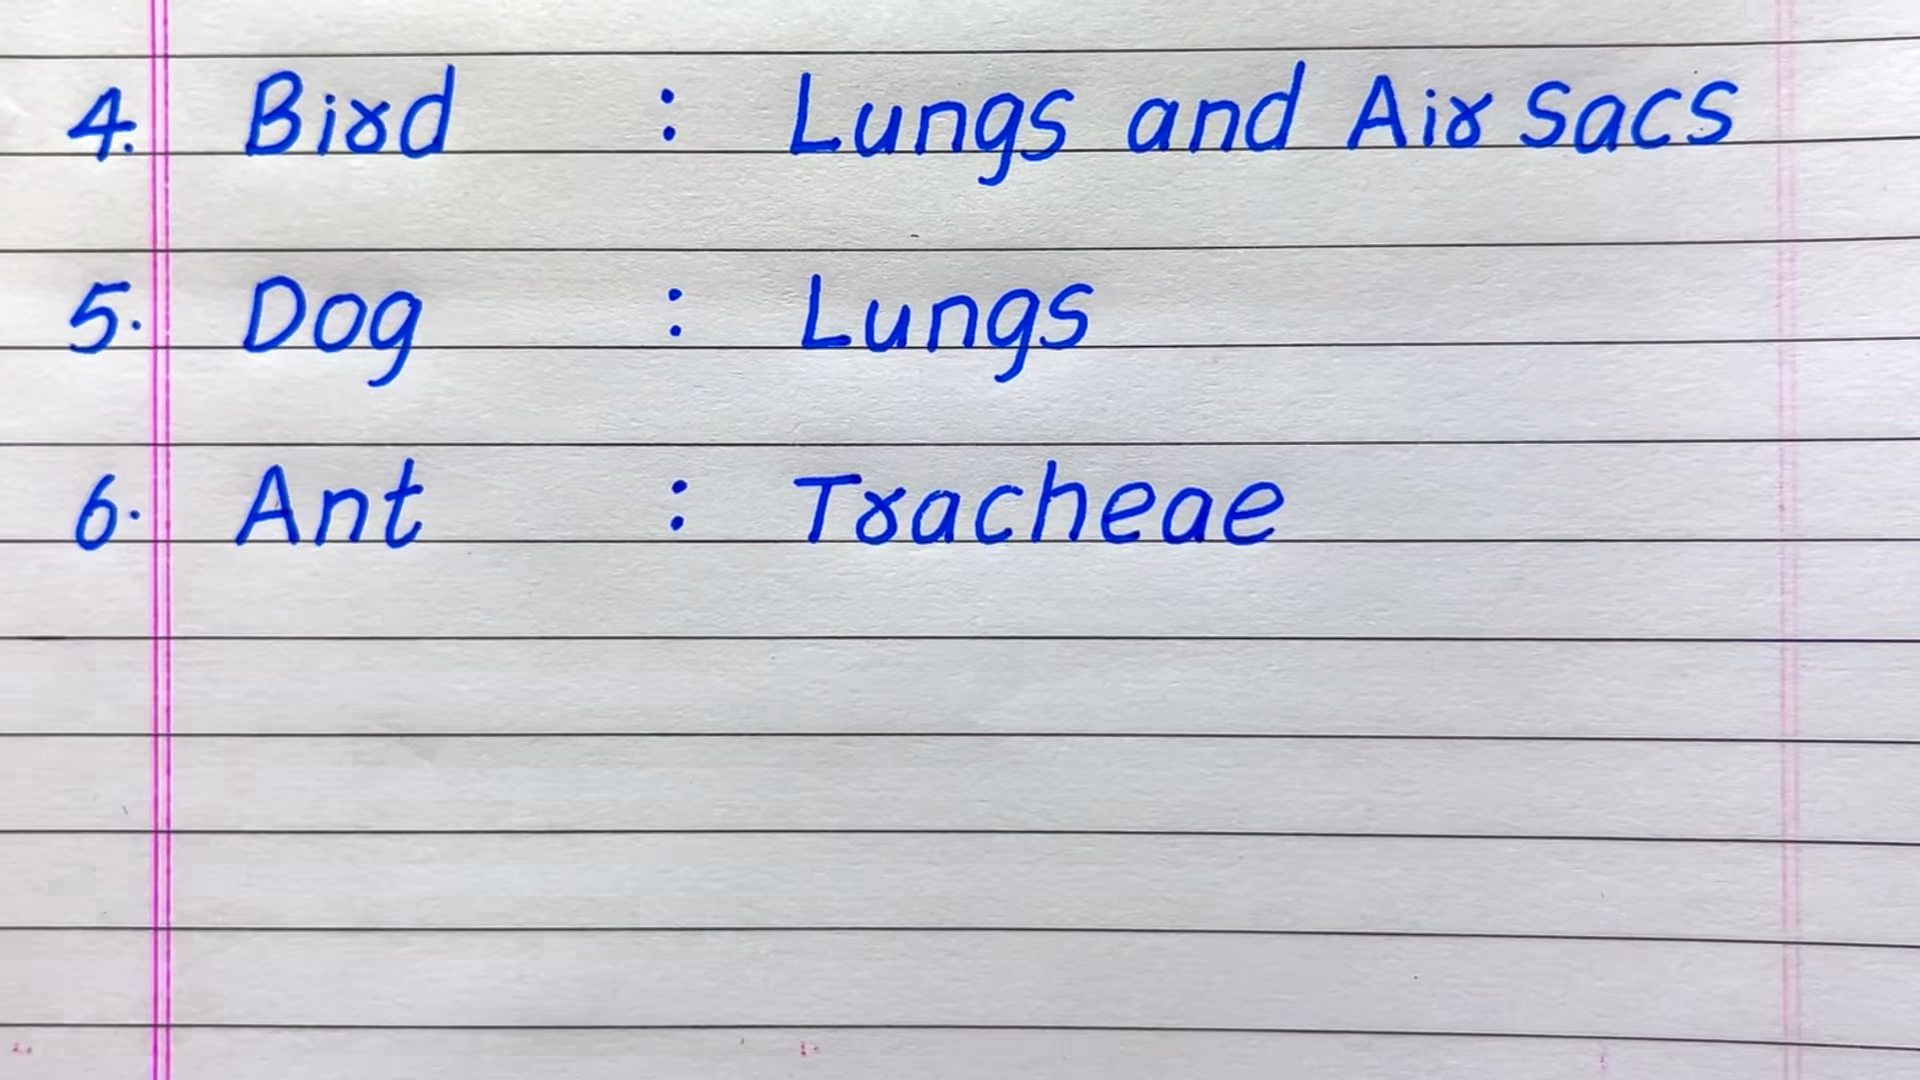 4. Bird : Lungs and Air Sacs
5. Dog : Lungs
6. Ant : Tracheae